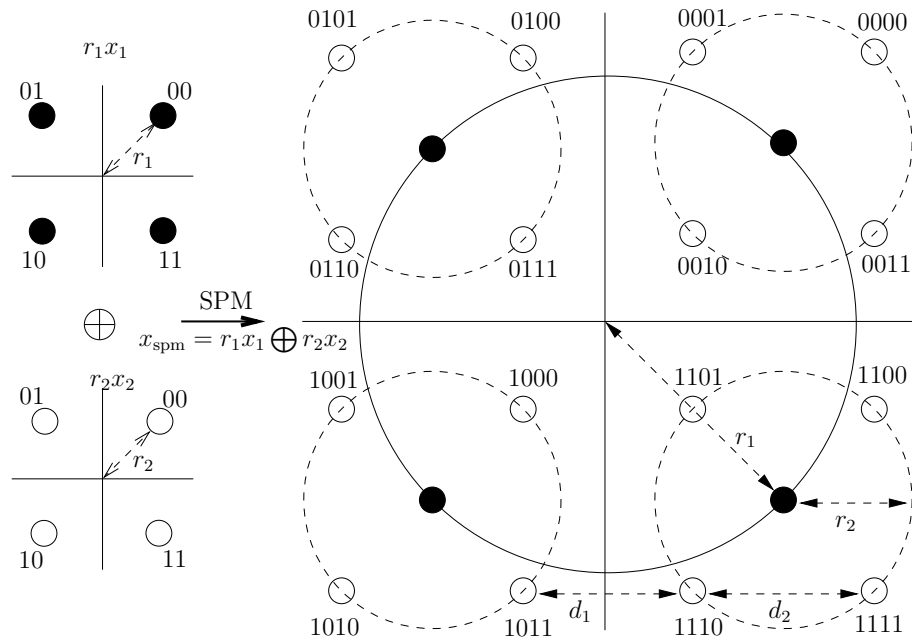 r₁x₁
01 00
r₁
10 11
⊕
SPM
x_spm = r₁x₁ ⊕ r₂x₂
r₂x₂
01 00
r₂
10 11
0101 0100 0001 0000
0110 0111 0010 0011
1001 1000 1101 1100
r₁
r₂
d₁ d₂
1010 1011 1110 1111